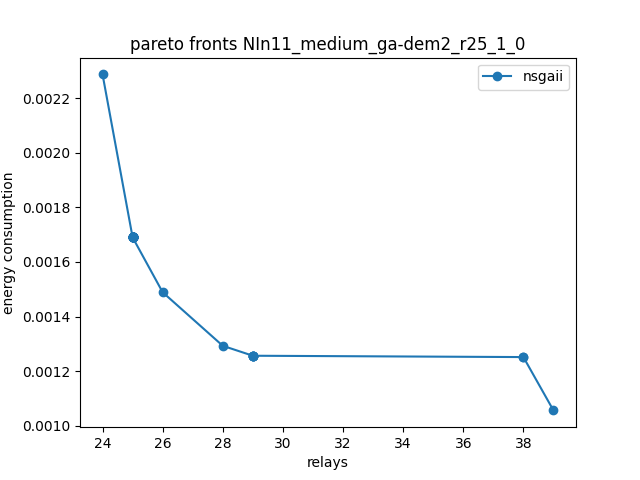 pareto fronts NIn11_medium_ga-dem2_r25_1_0
nsgaii
energy consumption
0.0022
0.0020
0.0018
0.0016
0.0014
0.0012
0.0010
24 26 28 30 32 34 36 38
relays